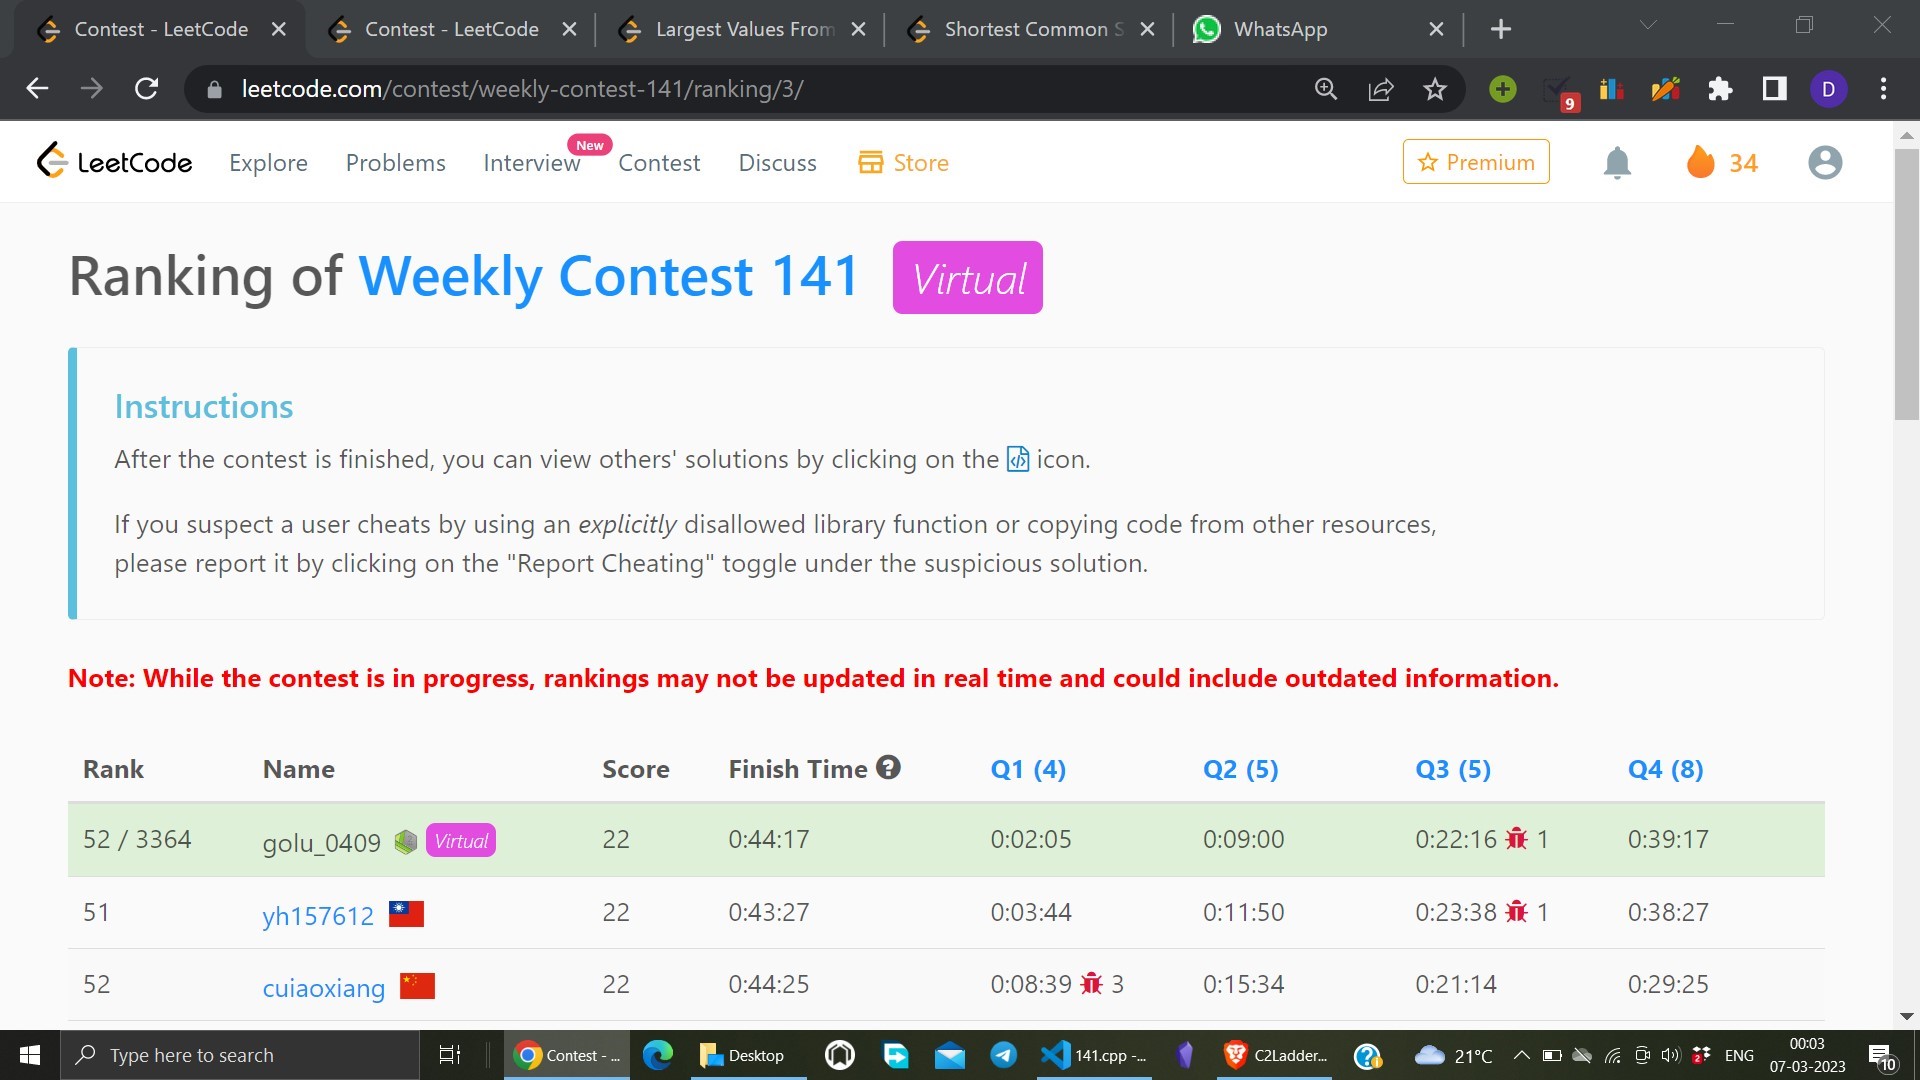 Contest - LeetCode
Contest - LeetCode
Largest Values From
Shortest Common S
WhatsApp
leetcode.com/contest/weekly-contest-141/ranking/3/
9
D
LeetCode
Explore
Problems
Interview
New
Contest
Discuss
Store
Premium
34
Ranking of Weekly Contest 141 Virtual
Instructions
After the contest is finished, you can view others' solutions by clicking on the </> icon.
If you suspect a user cheats by using an explicitly disallowed library function or copying code from other resources,
please report it by clicking on the "Report Cheating" toggle under the suspicious solution.
Note: While the contest is in progress, rankings may not be updated in real time and could include outdated information.
Rank Name Score Finish Time ? Q1 (4) Q2 (5) Q3 (5) Q4 (8)
52 / 3364 golu_0409 Virtual 22 0:44:17 0:02:05 0:09:00 0:22:16 1 0:39:17
51 yh157612 22 0:43:27 0:03:44 0:11:50 0:23:38 1 0:38:27
52 cuiaoxiang 22 0:44:25 0:08:39 3 0:15:34 0:21:14 0:29:25
Type here to search
Contest - ...
Desktop
141.cpp -...
C2Ladder...
21°C
2
ENG
00:03
07-03-2023
10